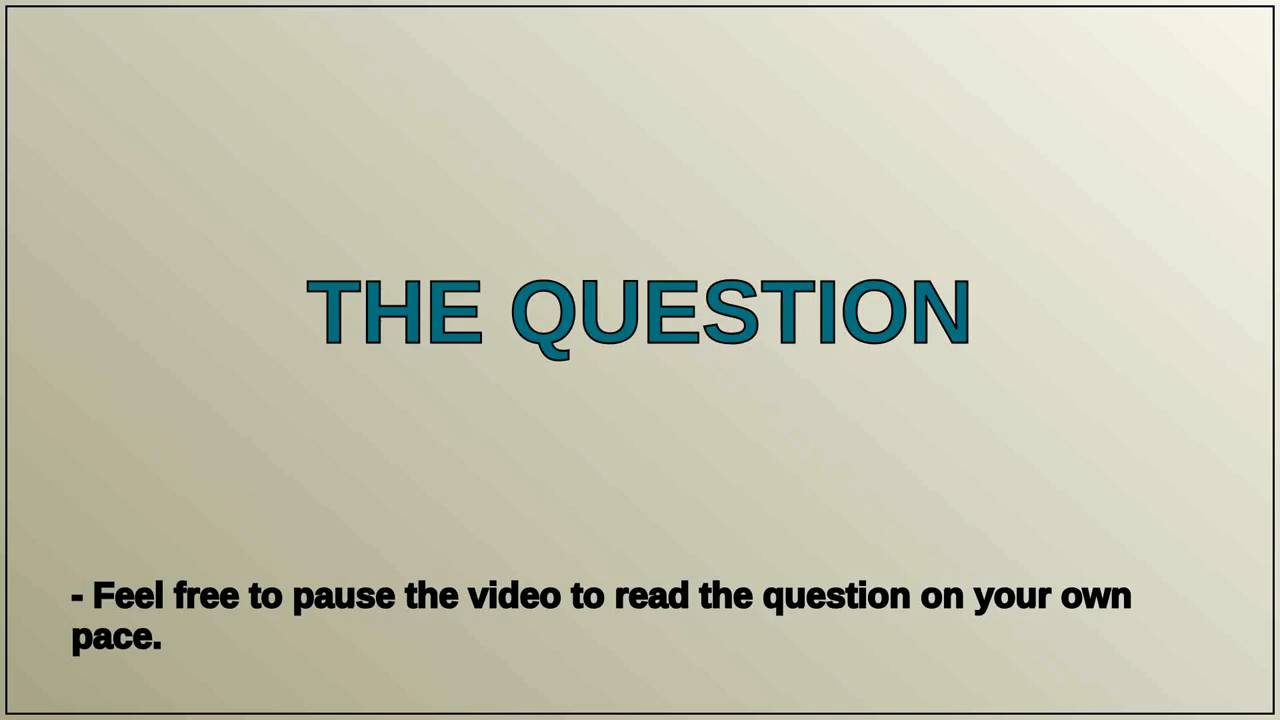 THE QUESTION
- Feel free to pause the video to read the question on your own
pace.